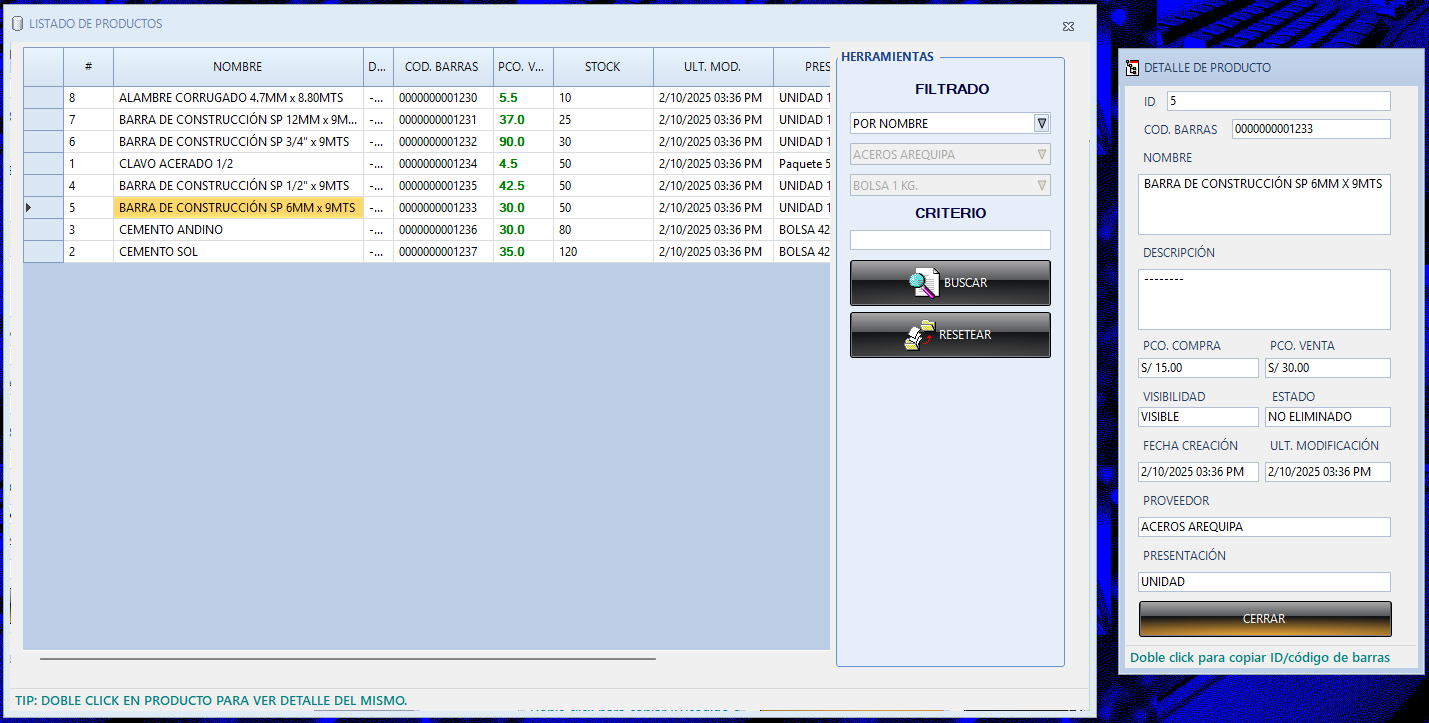 LISTADO DE PRODUCTOS
# NOMBRE D... COD. BARRAS PCO. V... STOCK ULT. MOD. PRES
8 ALAMBRE CORRUGADO 4.7MM x 8.80MTS -... 0000000001230 5.5 10 2/10/2025 03:36 PM UNIDAD 1
7 BARRA DE CONSTRUCCIÓN SP 12MM x 9M... -... 0000000001231 37.0 25 2/10/2025 03:36 PM UNIDAD 1
6 BARRA DE CONSTRUCCIÓN SP 3/4" x 9MTS -... 0000000001232 90.0 30 2/10/2025 03:36 PM UNIDAD 1
1 CLAVO ACERADO 1/2 -... 0000000001234 4.5 50 2/10/2025 03:36 PM Paquete 5
4 BARRA DE CONSTRUCCIÓN SP 1/2" x 9MTS -... 0000000001235 42.5 50 2/10/2025 03:36 PM UNIDAD 1
5 BARRA DE CONSTRUCCIÓN SP 6MM x 9MTS -... 0000000001233 30.0 50 2/10/2025 03:36 PM UNIDAD 1
3 CEMENTO ANDINO -... 0000000001236 30.0 80 2/10/2025 03:36 PM BOLSA 42
2 CEMENTO SOL -... 0000000001237 35.0 120 2/10/2025 03:36 PM BOLSA 42
HERRAMIENTAS
FILTRADO
POR NOMBRE
ACEROS AREQUIPA
BOLSA 1 KG.
CRITERIO
BUSCAR
RESETEAR
TIP: DOBLE CLICK EN PRODUCTO PARA VER DETALLE DEL MISMO.
DETALLE DE PRODUCTO
ID 5
COD. BARRAS 0000000001233
NOMBRE
BARRA DE CONSTRUCCIÓN SP 6MM X 9MTS
DESCRIPCIÓN
--------
PCO. COMPRA PCO. VENTA
S/ 15.00 S/ 30.00
VISIBILIDAD ESTADO
VISIBLE NO ELIMINADO
FECHA CREACIÓN ULT. MODIFICACIÓN
2/10/2025 03:36 PM 2/10/2025 03:36 PM
PROVEEDOR
ACEROS AREQUIPA
PRESENTACIÓN
UNIDAD
CERRAR
Doble click para copiar ID/código de barras